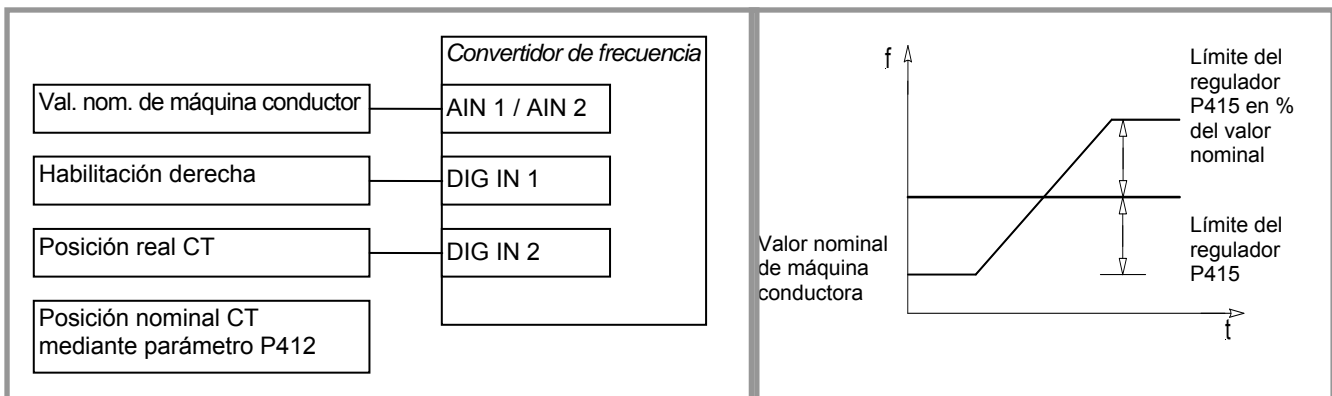 Convertidor de frecuencia
Val. nom. de máquina conductor
AIN 1 / AIN 2
Habilitación derecha
DIG IN 1
Posición real CT
DIG IN 2
Posición nominal CT
mediante parámetro P412
f
Límite del
regulador
P415 en %
del valor
nominal
Valor nominal
de máquina
conductora
Límite del
regulador
P415
t